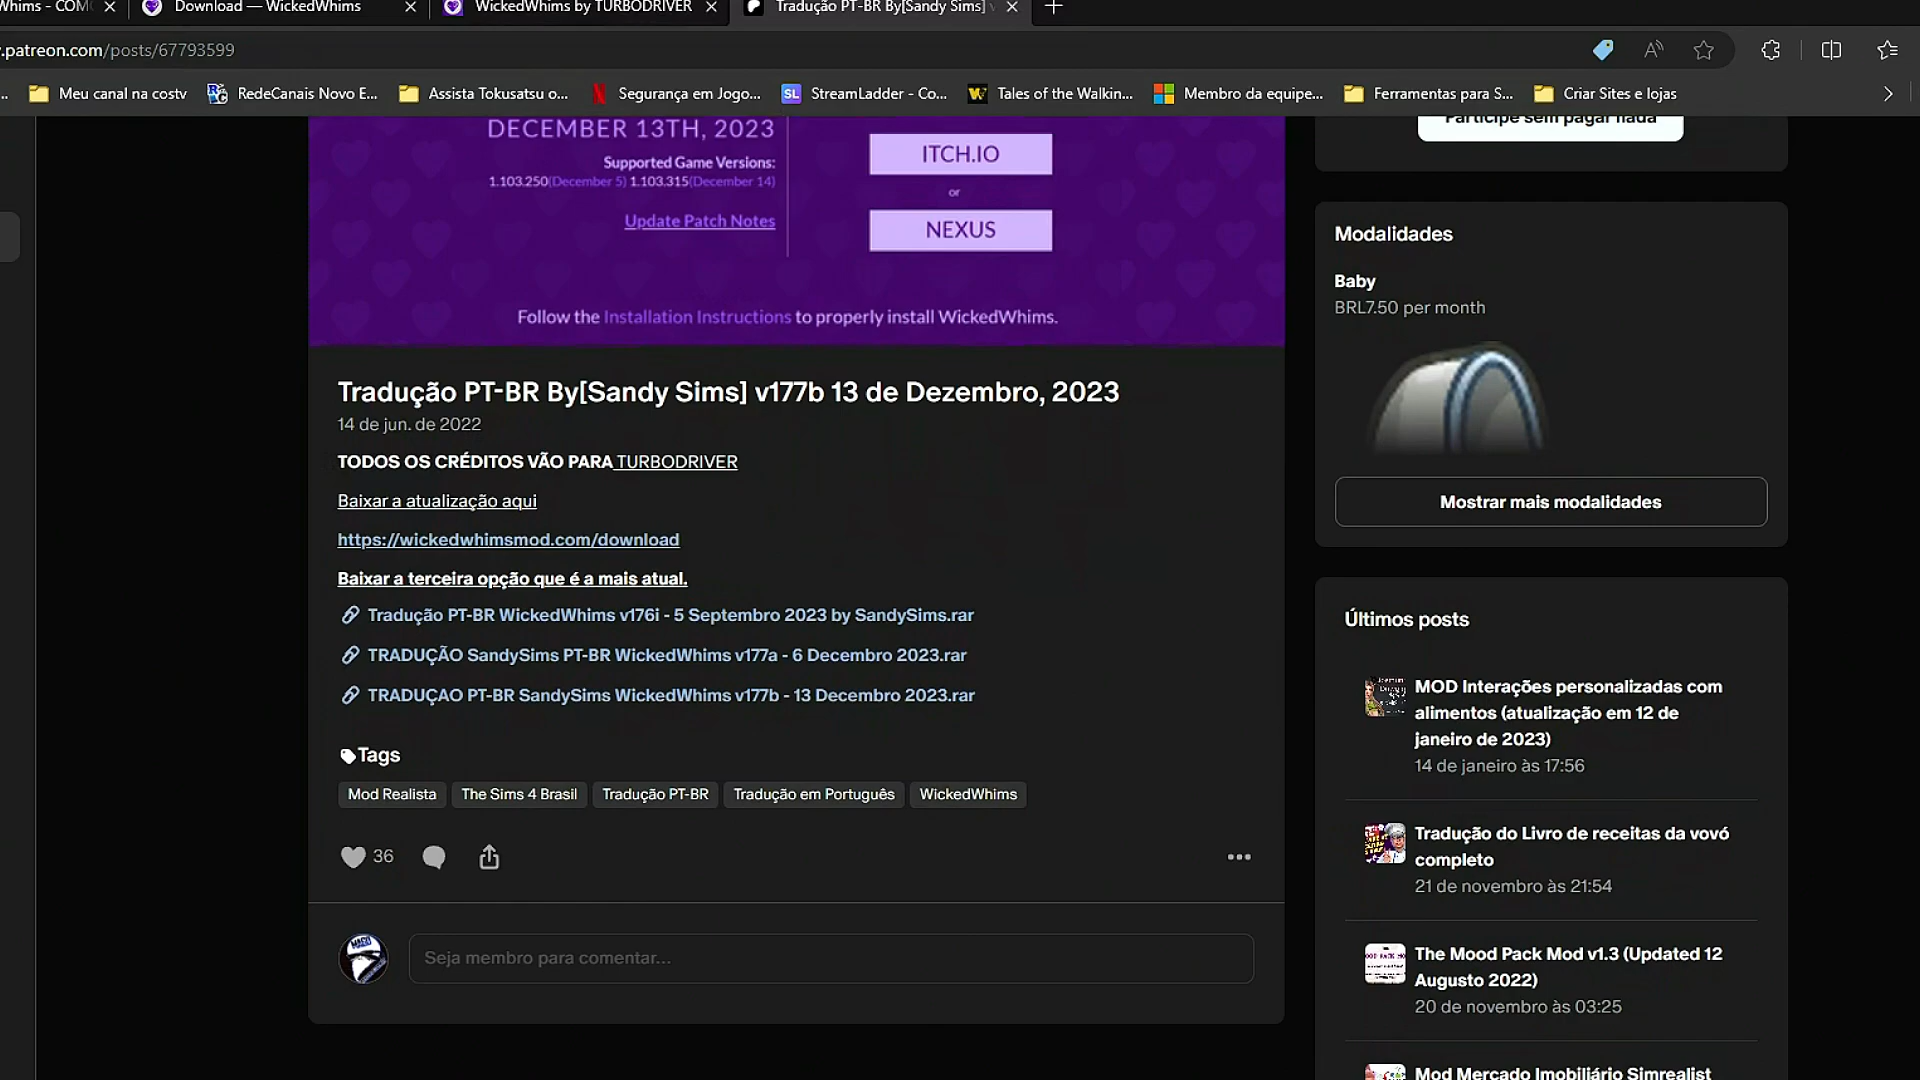 Whims - COM
Download — WickedWhims
WickedWhims by TURBODRIVER
Tradução PT-BR By[Sandy Sims]
.patreon.com/posts/67793599
...
Meu canal na costv
RedeCanais Novo E...
Assista Tokusatsu o...
Segurança em Jogo...
SL
StreamLadder - Co...
Tales of the Walkin...
Membro da equipe...
Ferramentas para S...
Criar Sites e lojas
DECEMBER 13TH, 2023
Supported Game Versions:
1.103.250(December 5) 1.103.315(December 14)
Update Patch Notes
ITCH.IO
or
NEXUS
Follow the Installation Instructions to properly install WickedWhims.
Tradução PT-BR By[Sandy Sims] v177b 13 de Dezembro, 2023
14 de jun. de 2022
TODOS OS CRÉDITOS VÃO PARA TURBODRIVER
Baixar a atualização aqui
https://wickedwhimsmod.com/download
Baixar a terceira opção que é a mais atual.
Tradução PT-BR WickedWhims v176i - 5 Septembro 2023 by SandySims.rar
TRADUÇÃO SandySims PT-BR WickedWhims v177a - 6 Decembro 2023.rar
TRADUÇAO PT-BR SandySims WickedWhims v177b - 13 Decembro 2023.rar
Tags
Mod Realista
The Sims 4 Brasil
Tradução PT-BR
Tradução em Português
WickedWhims
36
Seja membro para comentar...
Participe sem pagar nada
Modalidades
Baby
BRL7.50 per month
Mostrar mais modalidades
Últimos posts
MOD Interações personalizadas com
alimentos (atualização em 12 de
janeiro de 2023)
14 de janeiro às 17:56
Tradução do Livro de receitas da vovó
completo
21 de novembro às 21:54
The Mood Pack Mod v1.3 (Updated 12
Augusto 2022)
20 de novembro às 03:25
Mod Mercado Imobiliário Simrealist